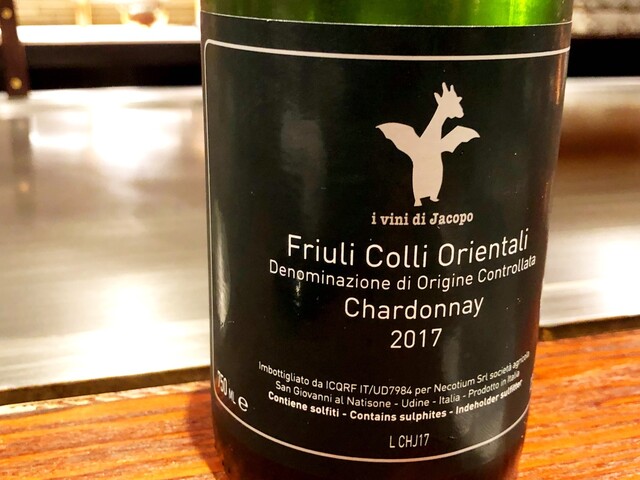 i vini di Jacopo
Friuli Colli Orientali
Denominazione di Origine Controllata
Chardonnay
2017
Imbottigliato da ICQRF IT/UD7984 per Necotium Srl società agricola
San Giovanni al Natisone - Udine - Italia - Prodotto in Italia
Contiene solfiti - Contains sulphites - Indeholder sulfitter
750 ML e
L CHJ17